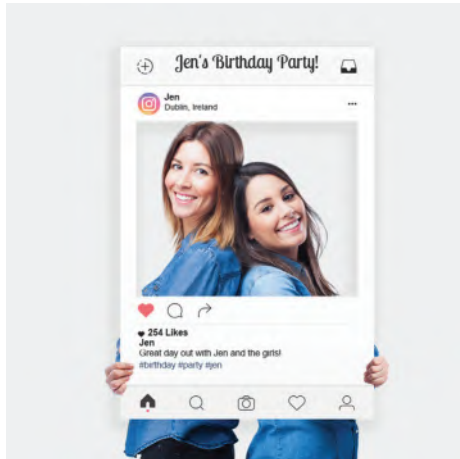 Jen's Birthday Party!
Jen
Dublin, Ireland
254 Likes
Jen
Great day out with Jen and the girls!
#birthday #party #jen